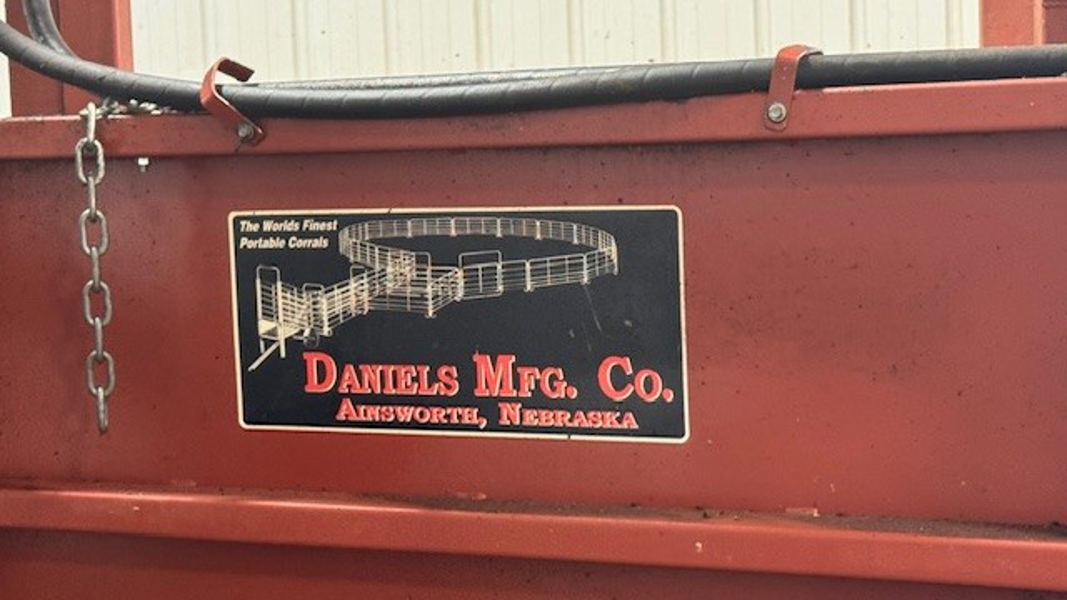 The Worlds Finest
Portable Corrals
DANIELS MFG. CO.
AINSWORTH, NEBRASKA